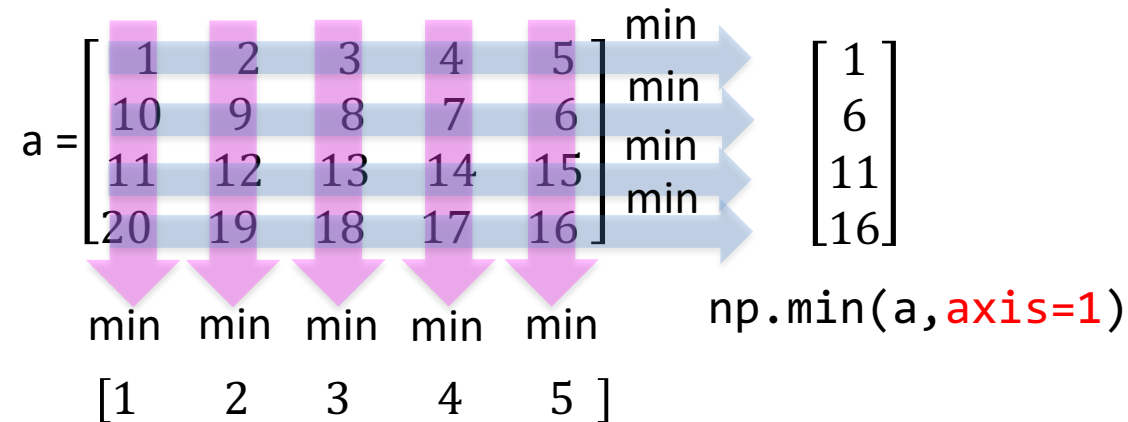 min
1 2 3 4 5
min
10 9 8 7 6
a =
min
11 12 13 14 15
min
20 19 18 17 16
1
6
11
16
min min min min min
np.min(a,axis=1)
[1 2 3 4 5 ]